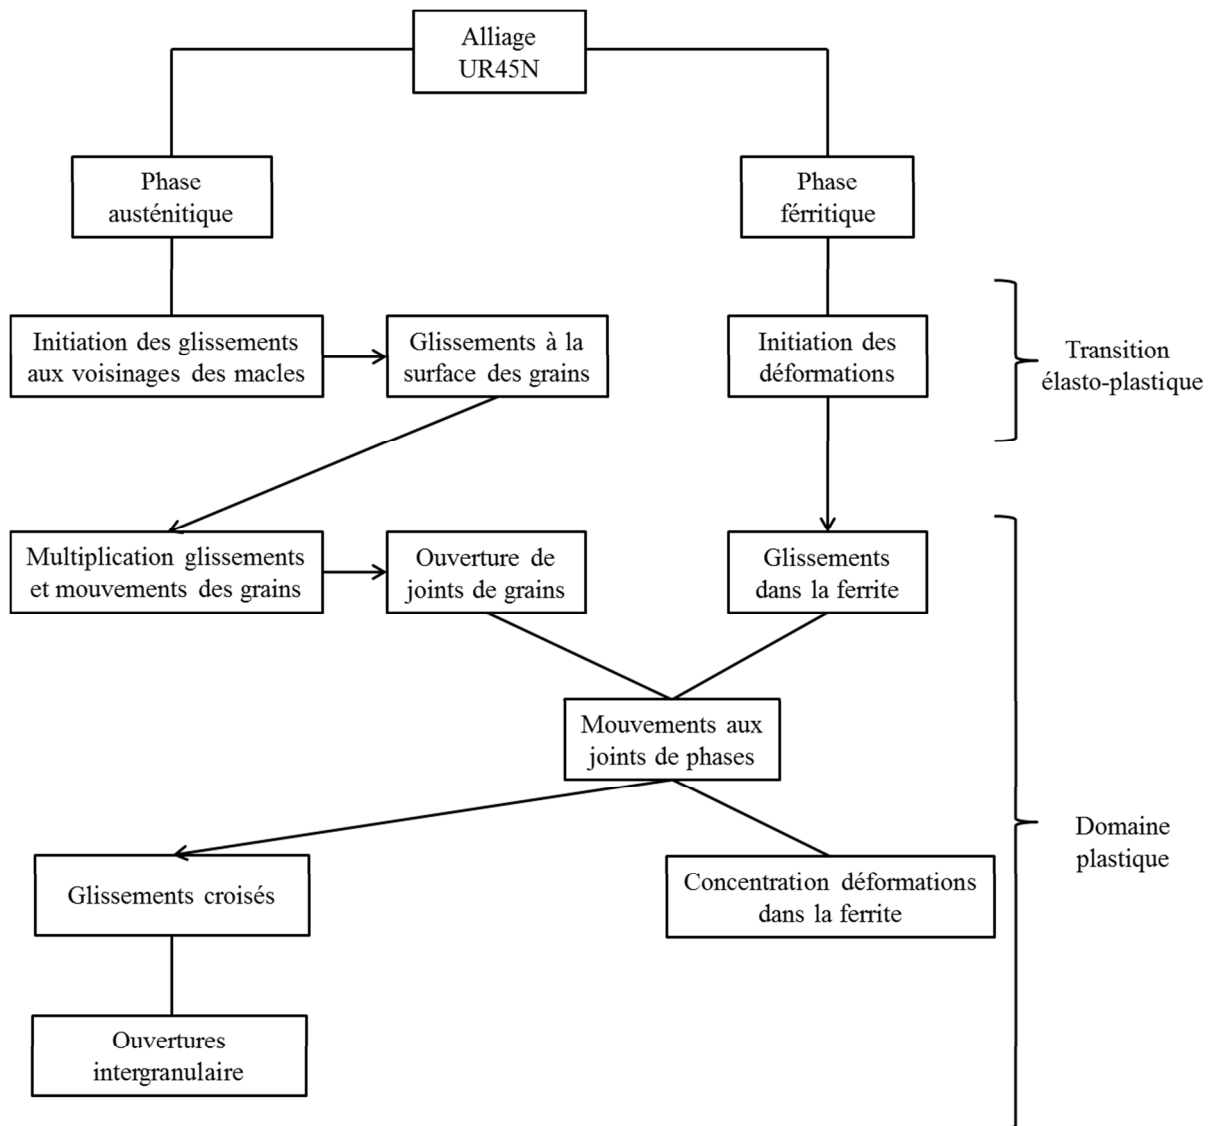 Alliage
UR45N
Phase
austénitique
Phase
férritique
Initiation des glissements
aux voisinages des macles
Glissements à la
surface des grains
Initiation des
déformations
Transition
élasto-plastique
Multiplication glissements
et mouvements des grains
Ouverture de
joints de grains
Glissements
dans la ferrite
Mouvements aux
joints de phases
Domaine
plastique
Glissements croisés
Concentration déformations
dans la ferrite
Ouvertures
intergranulaire